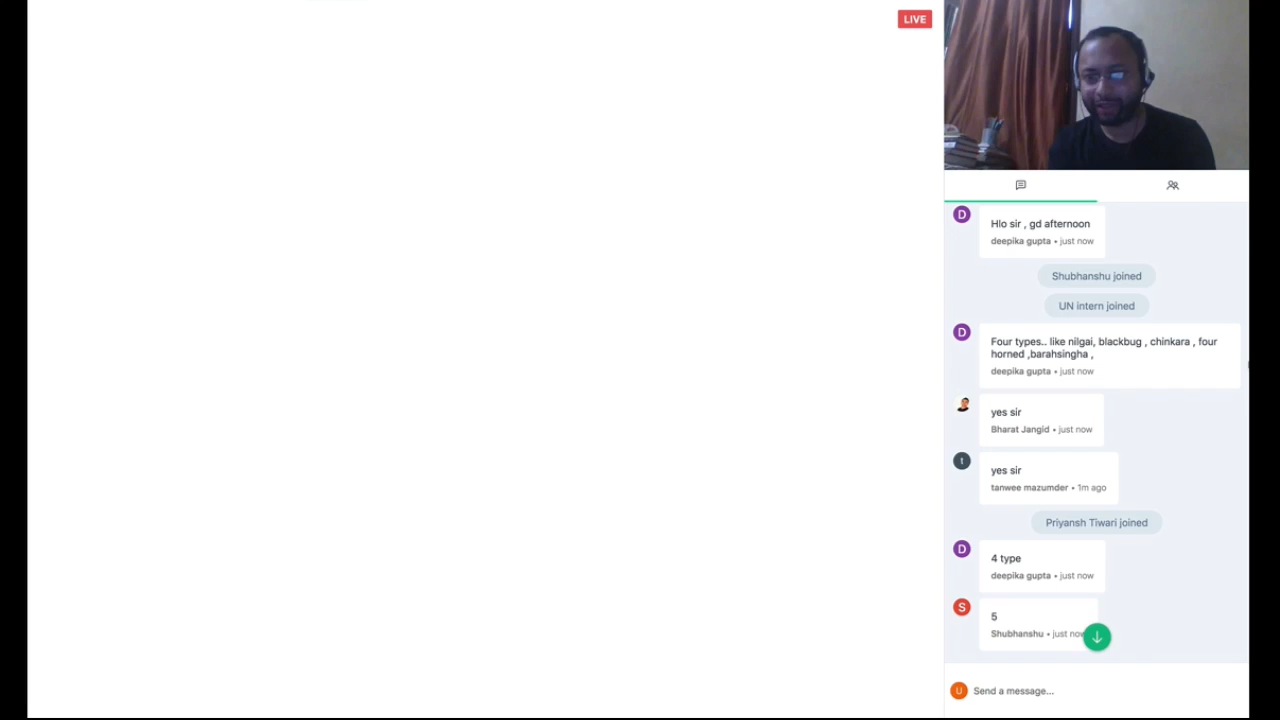 LIVE
D
Hlo sir , gd afternoon
deepika gupta • just now
Shubhanshu joined
UN intern joined
D
Four types.. like nilgai, blackbug , chinkara , four
horned ,barahsingha ,
deepika gupta • just now
yes sir
Bharat Jangid • just now
t
yes sir
tanwee mazumder • 1m ago
Priyansh Tiwari joined
D
4 type
deepika gupta • just now
S
5
Shubhanshu • just now
U
Send a message...